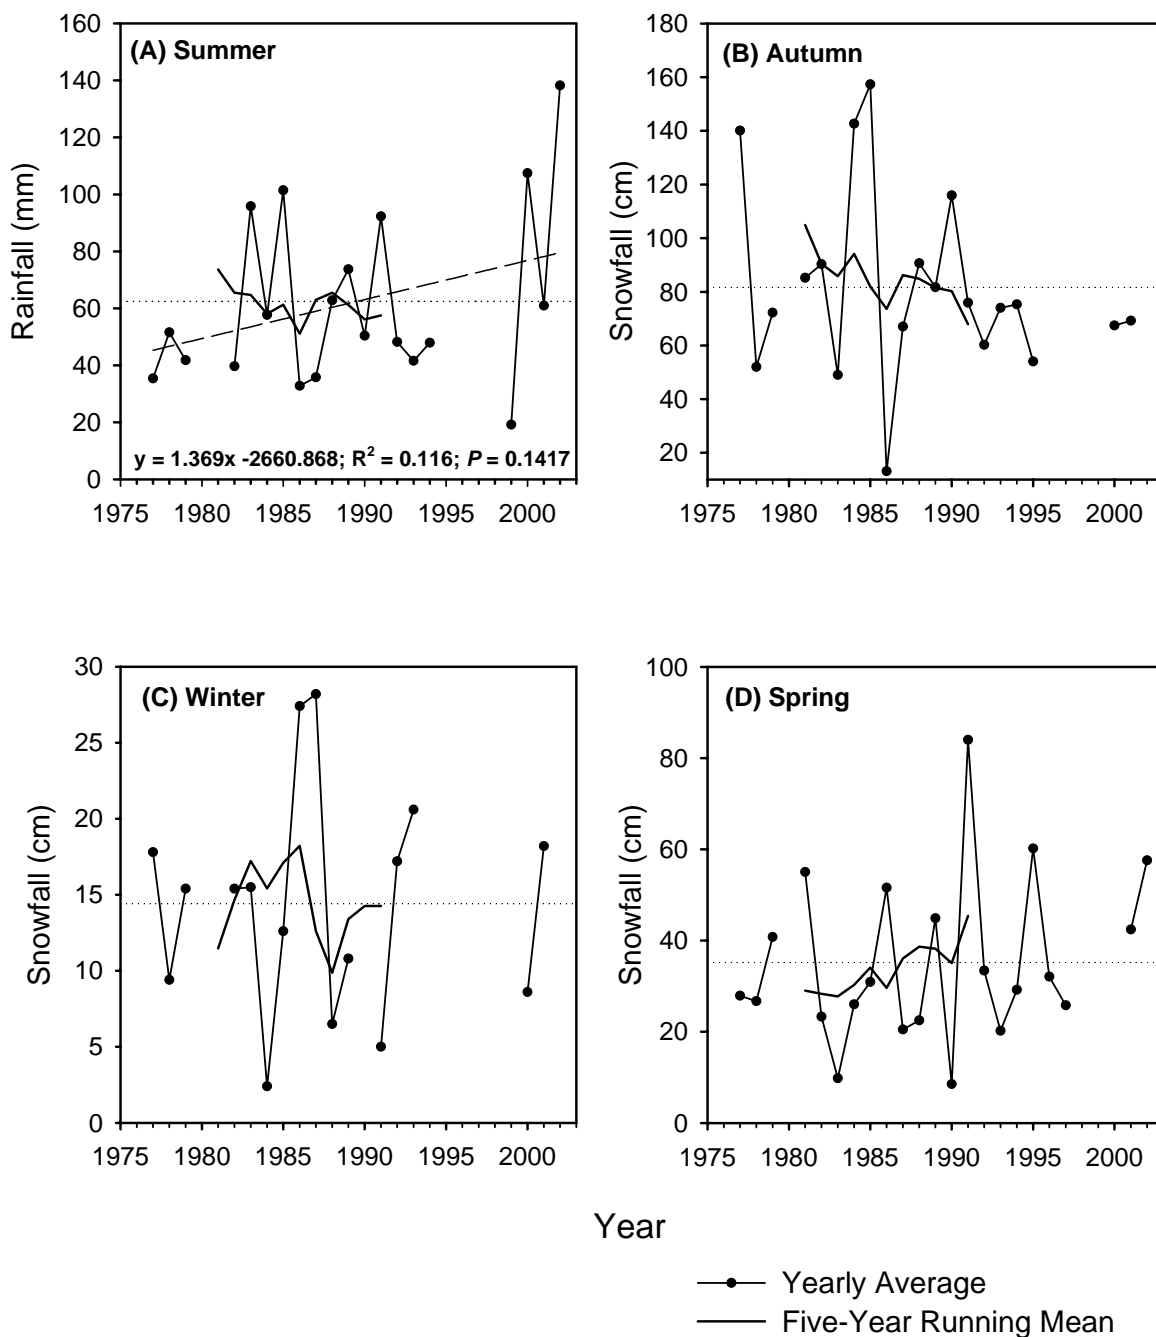 (A) Summer
Rainfall (mm)
160
140
120
100
80
60
40
20
0
y = 1.369x -2660.868; R² = 0.116; P = 0.1417
1975 1980 1985 1990 1995 2000
(B) Autumn
Snowfall (cm)
180
160
140
120
100
80
60
40
20
1975 1980 1985 1990 1995 2000
(C) Winter
Snowfall (cm)
30
25
20
15
10
5
0
1975 1980 1985 1990 1995 2000
(D) Spring
Snowfall (cm)
100
80
60
40
20
0
1975 1980 1985 1990 1995 2000
Year
Yearly Average
Five-Year Running Mean